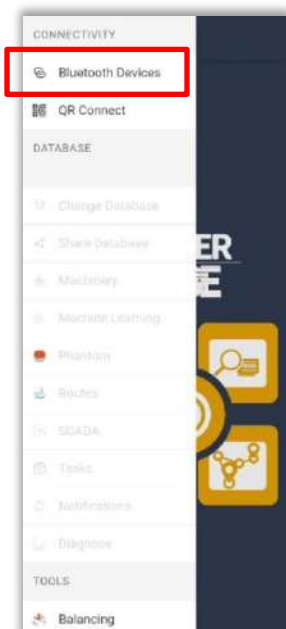 CONNECTIVITY
Bluetooth Devices
QR Connect
DATABASE
Change Database
Share Database
Machinery
Machine Learning
Phantom
Routes
SCADA
Tasks
Notifications
Diagnose
TOOLS
Balancing
ER
E